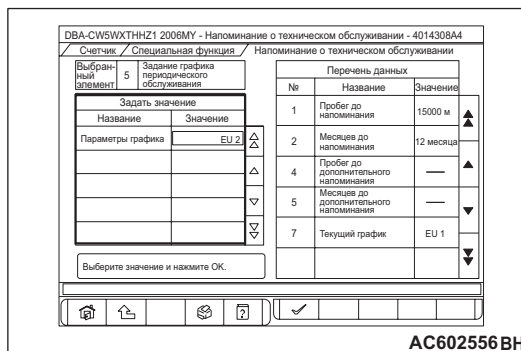 DBA-CW5WXTHHZ1 2006MY - Напоминание о техническом обслуживании - 4014308A4
Счетчик / Специальная функция / Напоминание о техническом обслуживании
Выбран-
ный
элемент
5
Задание графика
периодического
обслуживания
Задать значение
Название Значение
Параметры графика EU 2
Выберите значение и нажмите OK.
Перечень данных
№ Название Значение
1 Пробег до
напоминания 15000 м
2 Месяцев до
напоминания 12 месяца
4 Пробег до
дополнительного
напоминания —
5 Месяцев до
дополнительного
напоминания —
7 Текущий график EU 1
?
AC602556BH